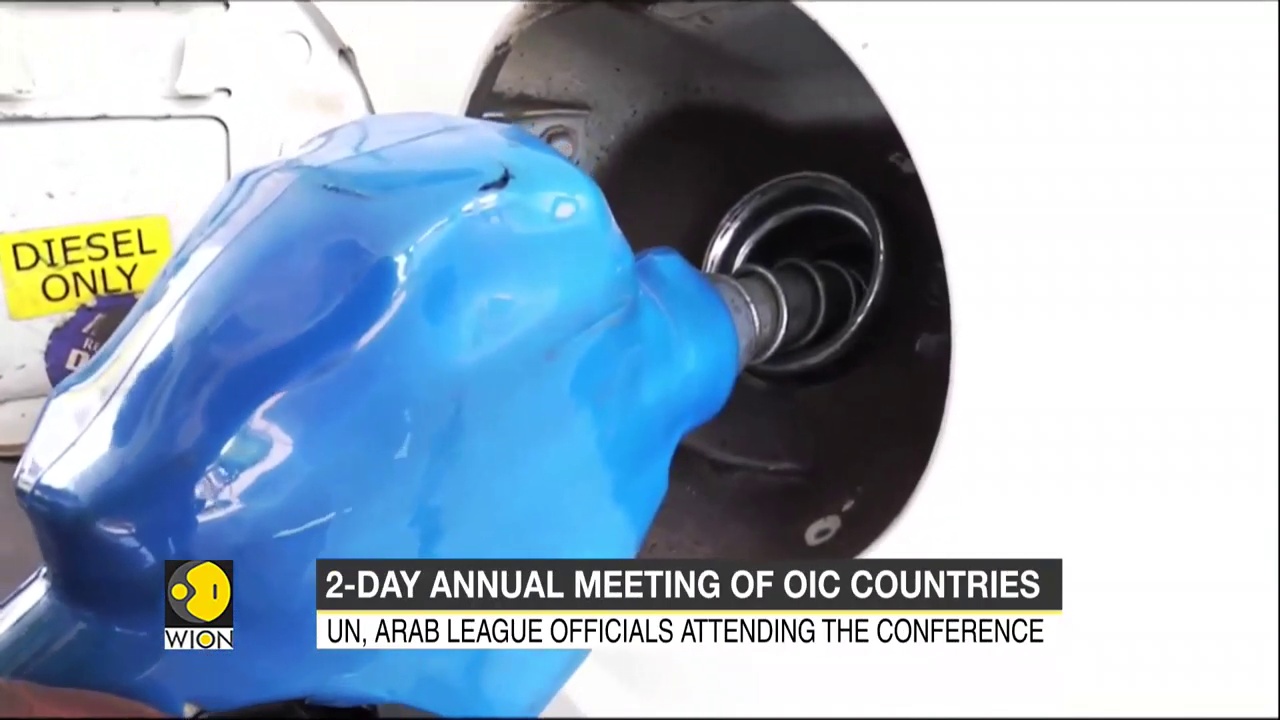 DIESEL
ONLY
2-DAY ANNUAL MEETING OF OIC COUNTRIES
UN, ARAB LEAGUE OFFICIALS ATTENDING THE CONFERENCE
WION